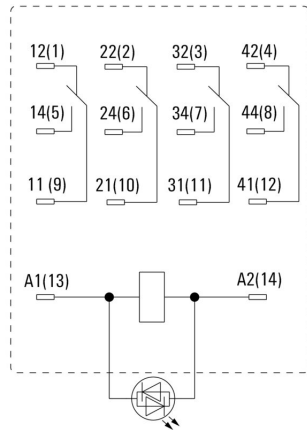 12(1) 22(2) 32(3) 42(4)
14(5) 24(6) 34(7) 44(8)
11 (9) 21(10) 31(11) 41(12)
A1(13) A2(14)